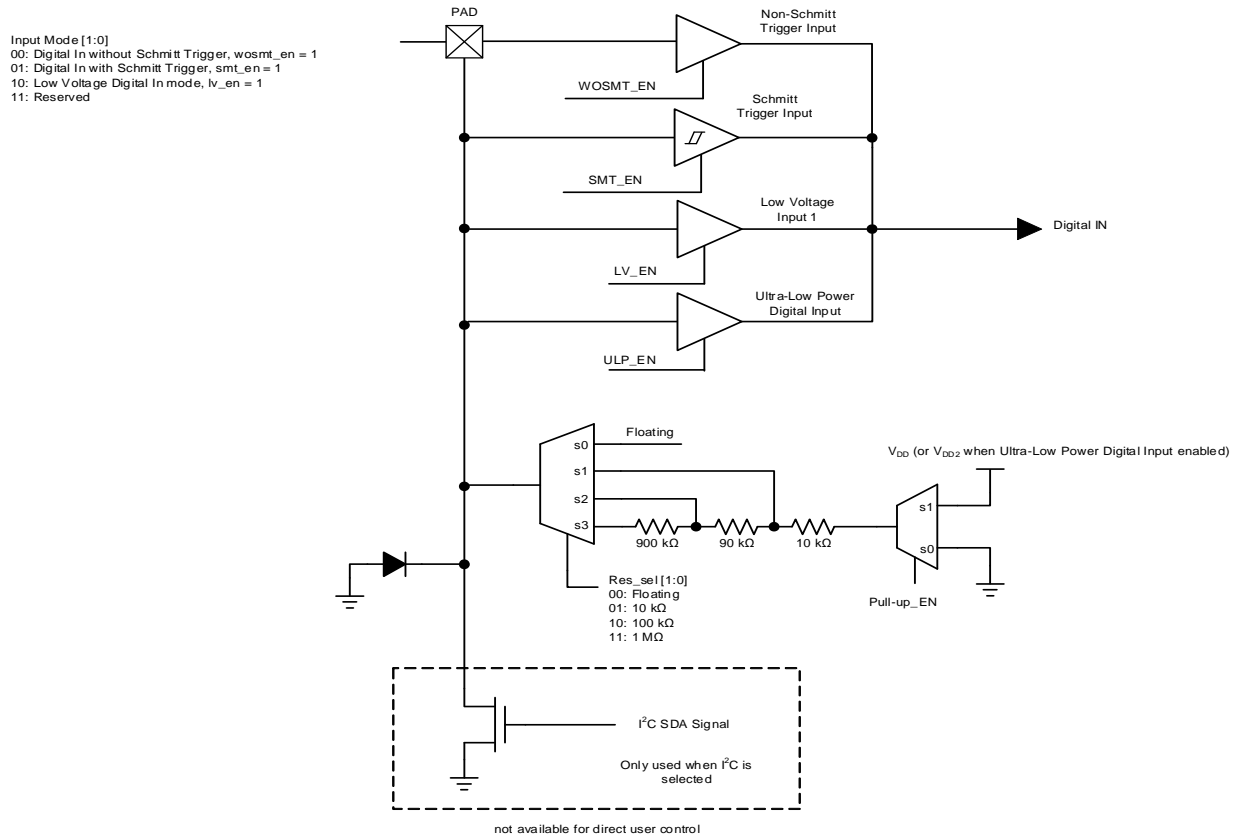 PAD
Input Mode [1:0]
00: Digital In without Schmitt Trigger, wosmt_en = 1
01: Digital In with Schmitt Trigger, smt_en = 1
10: Low Voltage Digital In mode, lv_en = 1
11: Reserved
Non-Schmitt
Trigger Input
WOSMT_EN
Schmitt
Trigger Input
SMT_EN
Low Voltage
Input 1
Digital IN
LV_EN
Ultra-Low Power
Digital Input
ULP_EN
Floating
s0
s1
s2
s3
900 kΩ
90 kΩ
10 kΩ
VDD (or VDD2 when Ultra-Low Power Digital Input enabled)
s1
s0
Pull-up_EN
Res_sel [1:0]
00: Floating
01: 10 kΩ
10: 100 kΩ
11: 1 MΩ
I²C SDA Signal
Only used when I²C is
selected
not available for direct user control